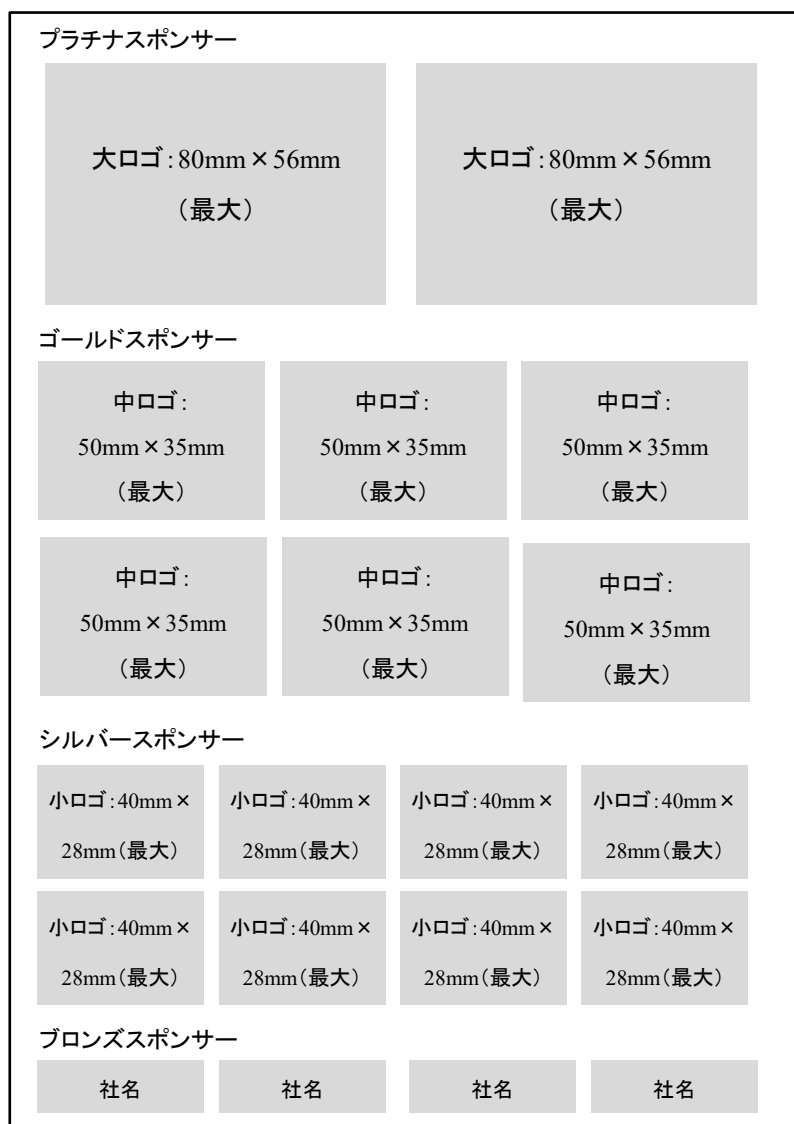 プラチナスポンサー
大ロゴ:80mm×56mm
(最大)
大ロゴ:80mm×56mm
(最大)
ゴールドスポンサー
中ロゴ:
50mm×35mm
(最大)
中ロゴ:
50mm×35mm
(最大)
中ロゴ:
50mm×35mm
(最大)
中ロゴ:
50mm×35mm
(最大)
中ロゴ:
50mm×35mm
(最大)
中ロゴ:
50mm×35mm
(最大)
シルバースポンサー
小ロゴ:40mm×
28mm(最大)
小ロゴ:40mm×
28mm(最大)
小ロゴ:40mm×
28mm(最大)
小ロゴ:40mm×
28mm(最大)
小ロゴ:40mm×
28mm(最大)
小ロゴ:40mm×
28mm(最大)
小ロゴ:40mm×
28mm(最大)
小ロゴ:40mm×
28mm(最大)
ブロンズスポンサー
社名
社名
社名
社名